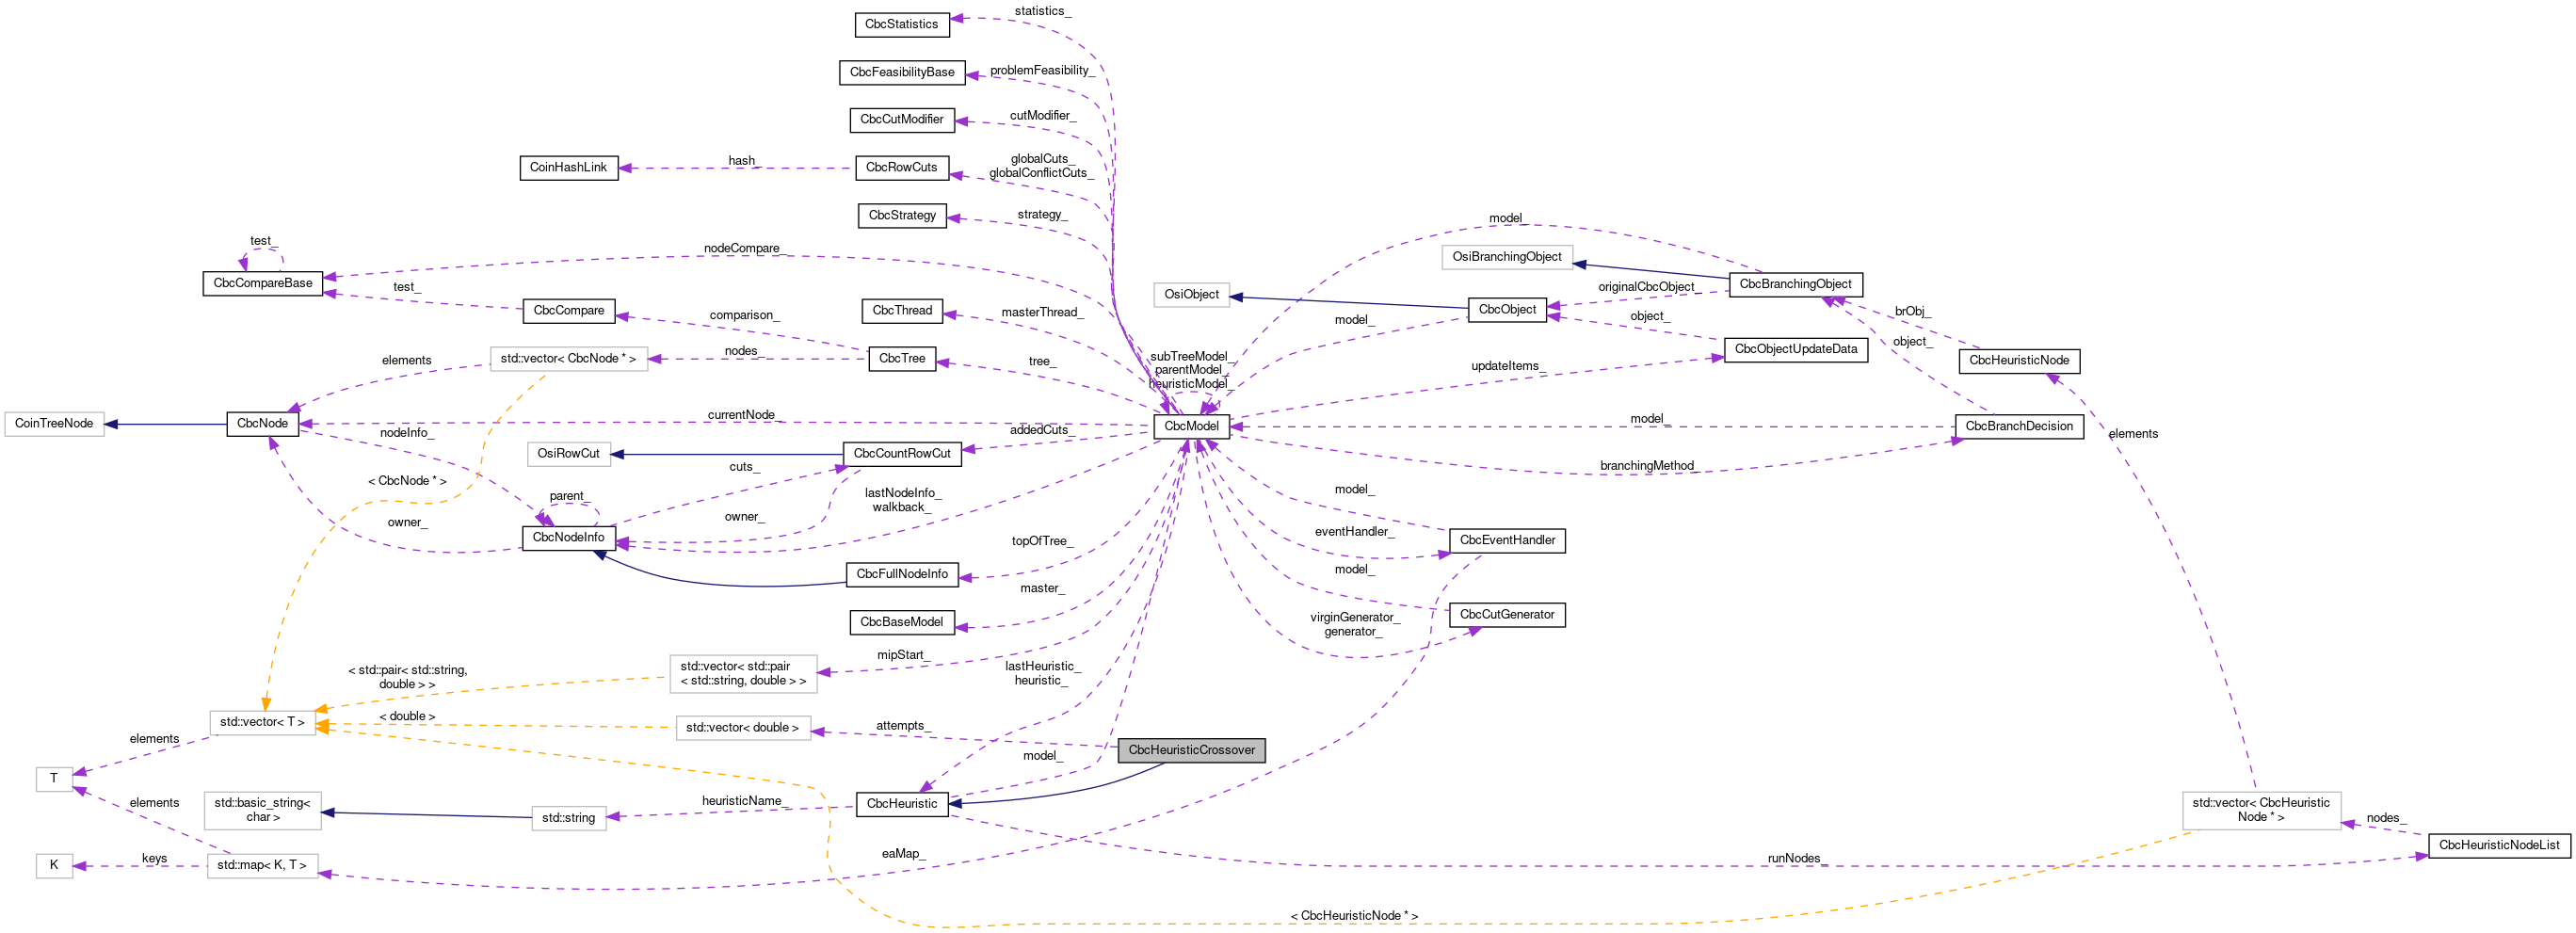 statistics_
CbcStatistics
problemFeasibility_
CbcFeasibilityBase
cutModifier_
CbcCutModifier
globalCuts_
globalConflictCuts_
hash_
CoinHashLink
CbcRowCuts
strategy_
CbcStrategy
model_
test_
nodeCompare_
OsiBranchingObject
CbcCompareBase
CbcBranchingObject
test_
originalCbcObject_
OsiObject
CbcCompare
CbcThread
masterThread_
CbcObject
brObj_
comparison_
model_
object_
object_
std::vector< CbcNode * >
nodes_
CbcTree
tree_
subTreeModel_
parentModel_
heuristicModel_
updateItems_
CbcObjectUpdateData
CbcHeuristicNode
elements
CoinTreeNode
CbcNode
currentNode_
CbcModel
model_
CbcBranchDecision
nodeInfo_
addedCuts_
elements
OsiRowCut
CbcCountRowCut
cuts_
branchingMethod_
< CbcNode * >
parent_
lastNodeInfo_
walkback_
model_
owner_
owner_
CbcNodeInfo
eventHandler_
CbcEventHandler
topOfTree_
CbcFullNodeInfo
model_
master_
CbcBaseModel
virginGenerator_
generator_
CbcCutGenerator
mipStart_
< std::pair< std::string,
double > >
std::vector< std::pair
< std::string, double > >
lastHeuristic_
heuristic_
std::vector< T >
< double >
std::vector< double >
attempts_
elements
CbcHeuristicCrossover
model_
T
elements
std::basic_string<
char >
std::string
heuristicName_
CbcHeuristic
std::vector< CbcHeuristic
Node * >
nodes_
CbcHeuristicNodeList
K
keys
std::map< K, T >
eaMap_
runNodes_
< CbcHeuristicNode * >